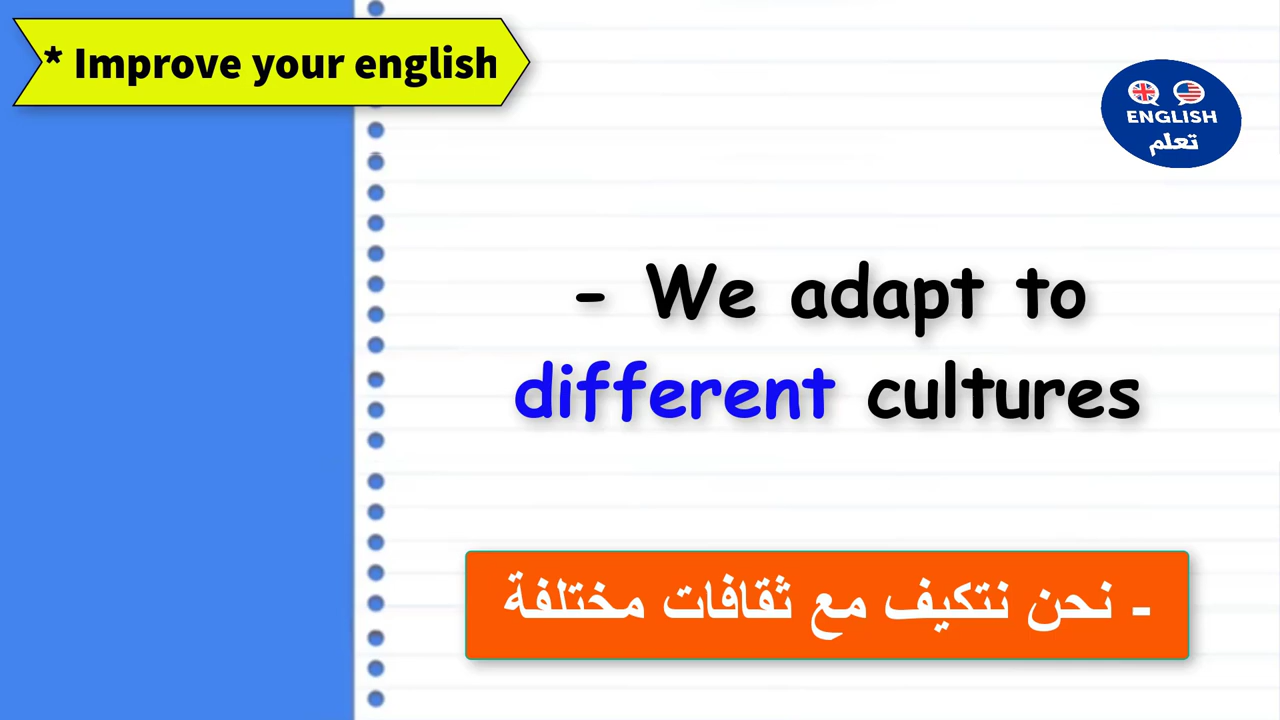 * Improve your english
ENGLISH
تعلم
- We adapt to
different cultures
- نحن نتكيف مع ثقافات مختلفة